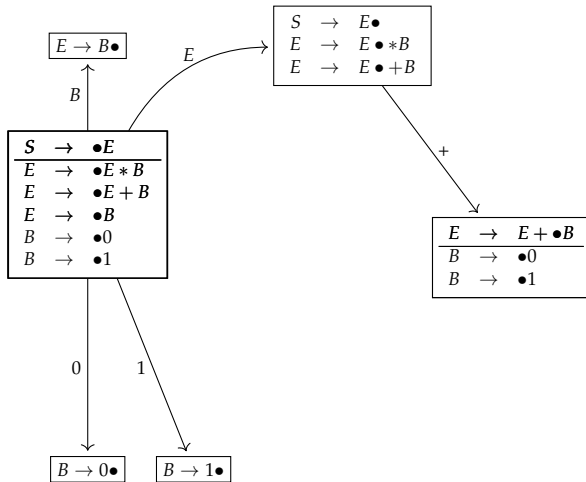 E → B●
E
S → E●
E → E● ∗B
E → E● +B
B
S → ●E
E → ●E ∗ B
E → ●E + B
E → ●B
B → ●0
B → ●1
+
E → E + ●B
B → ●0
B → ●1
0
1
B → 0●
B → 1●